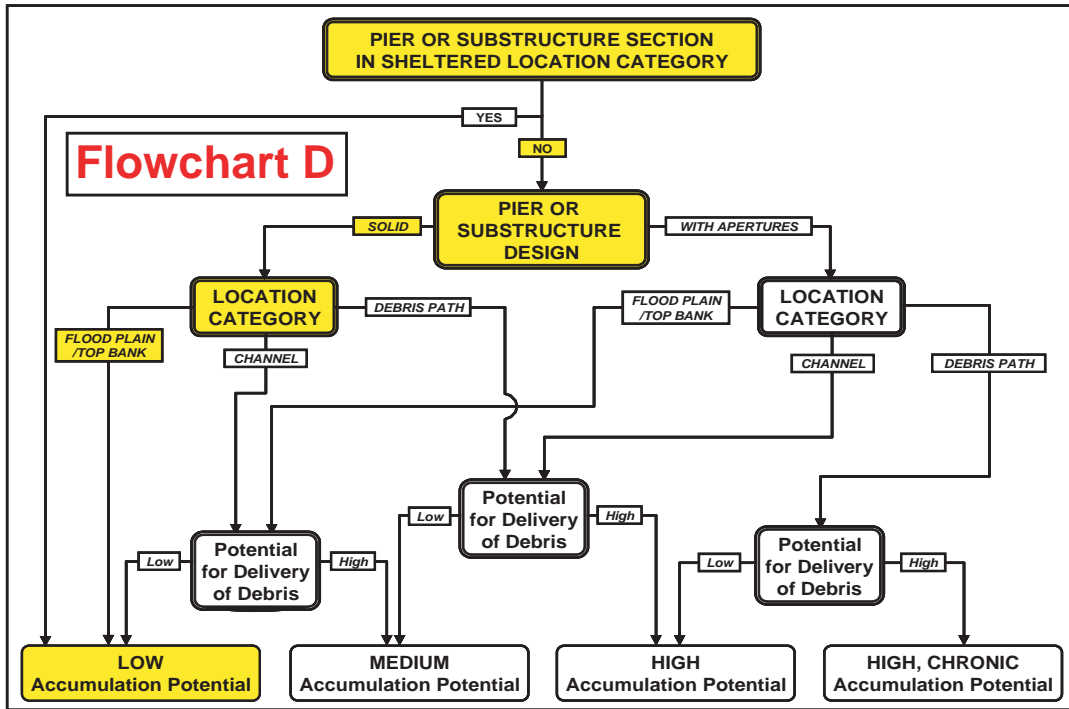 PIER OR SUBSTRUCTURE SECTION
IN SHELTERED LOCATION CATEGORY
YES
NO
Flowchart D
PIER OR
SUBSTRUCTURE
DESIGN
SOLID
WITH APERTURES
LOCATION
CATEGORY
DEBRIS PATH
FLOOD PLAIN
/TOP BANK
CHANNEL
FLOOD PLAIN
/TOP BANK
LOCATION
CATEGORY
CHANNEL
DEBRIS PATH
Potential
for Delivery
of Debris
Low
High
Potential
for Delivery
of Debris
Low
High
Potential
for Delivery
of Debris
Low
High
LOW
Accumulation Potential
MEDIUM
Accumulation Potential
HIGH
Accumulation Potential
HIGH, CHRONIC
Accumulation Potential